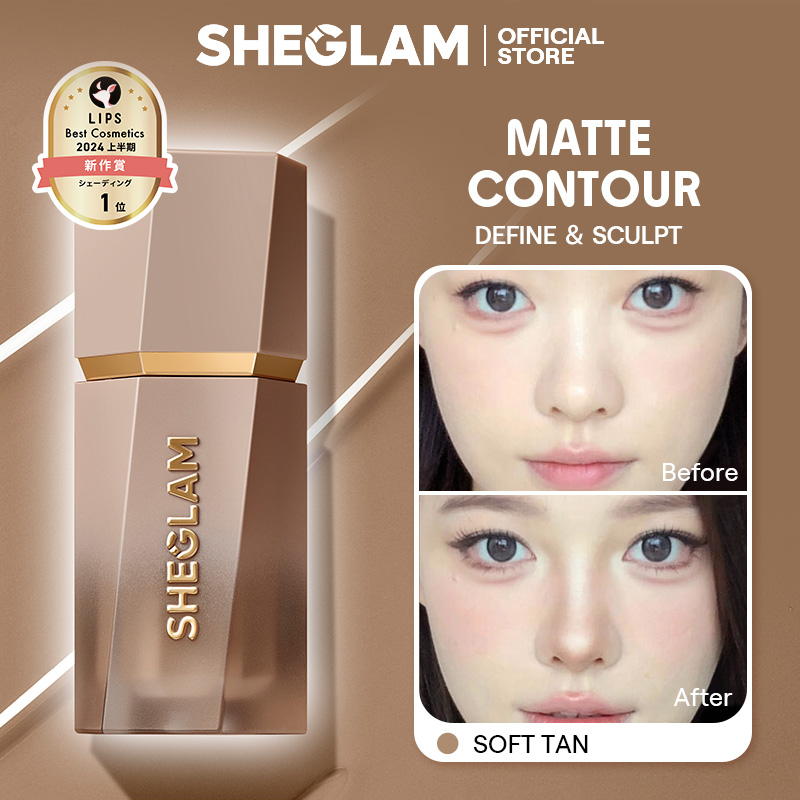 SHEGLAM
OFFICIAL
STORE
LIPS
Best Cosmetics
2024 上半期
新作賞
シェーディング
1 位
MATTE
CONTOUR
DEFINE & SCULPT
SHEGLAM
Before
After
SOFT TAN